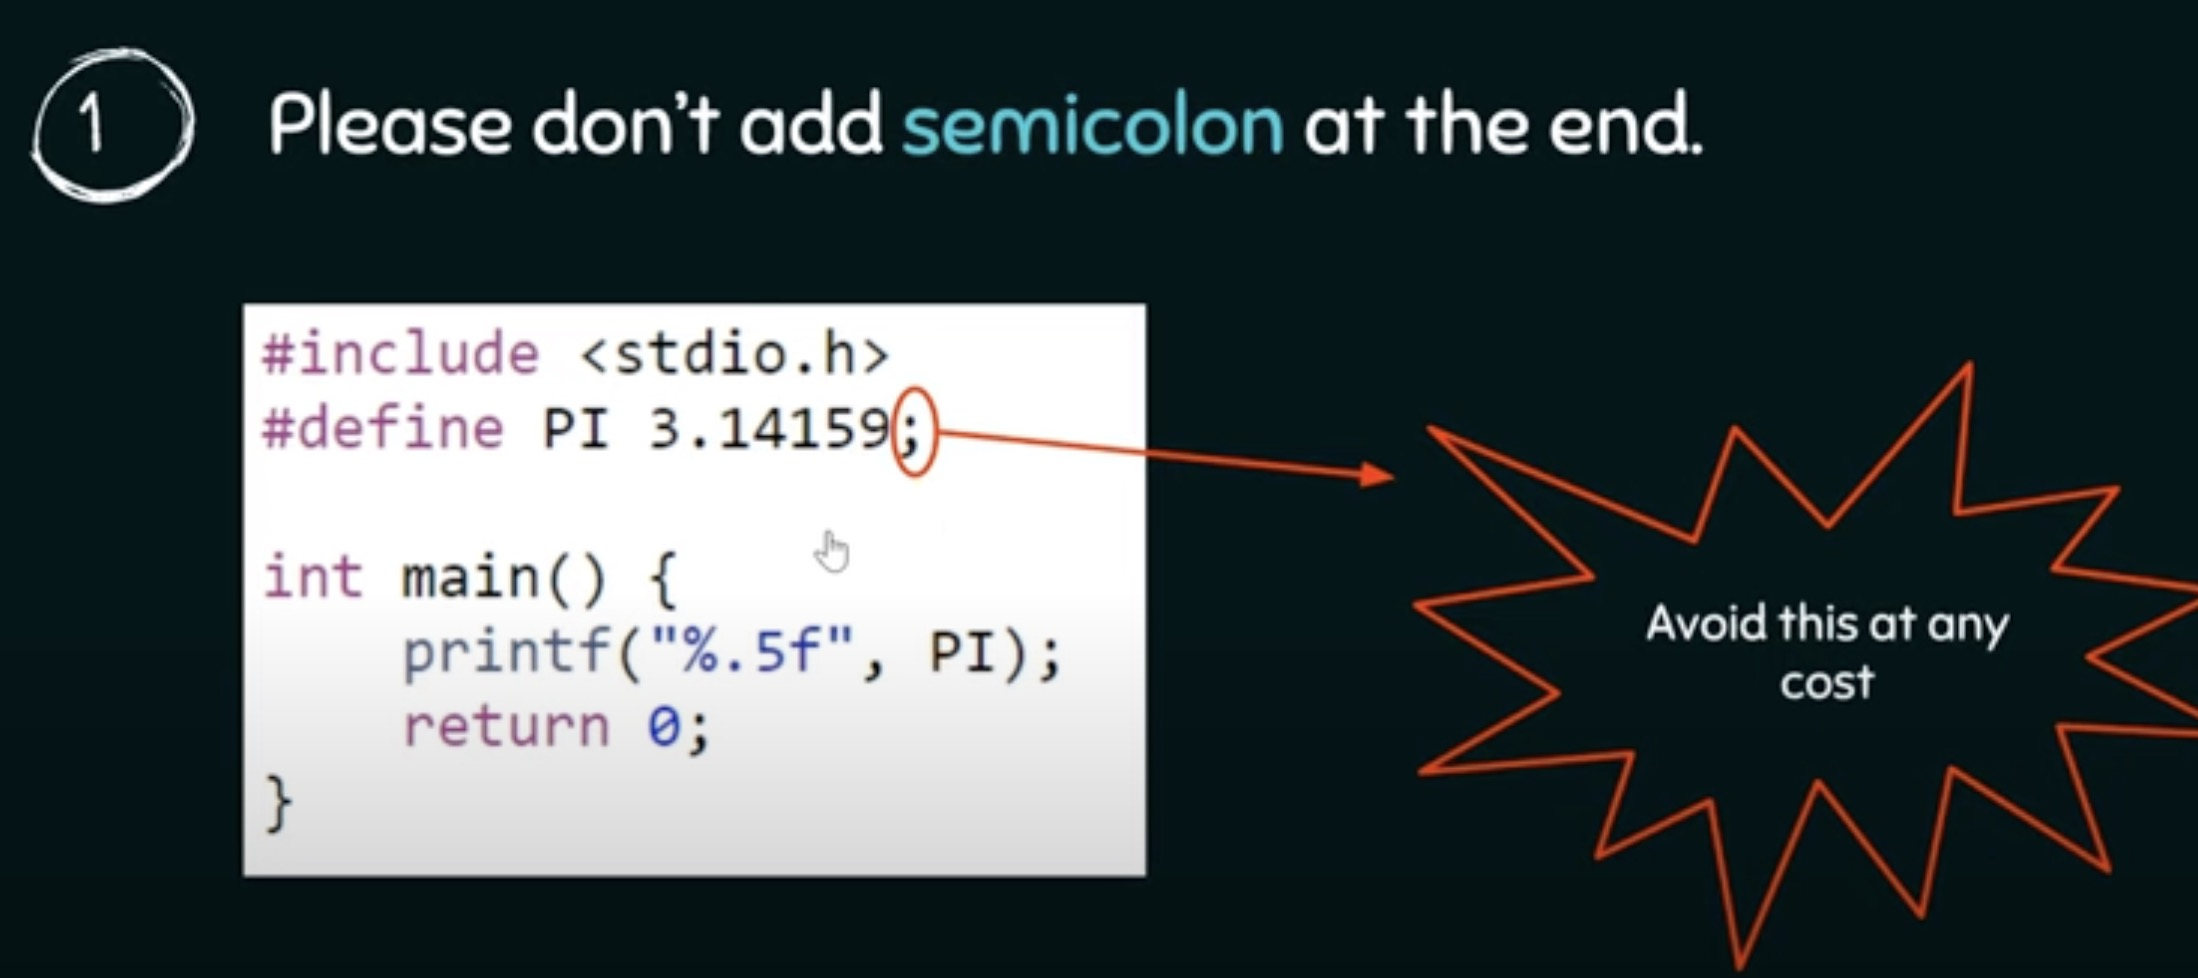 1
Please don't add semicolon at the end.
#include <stdio.h>
#define PI 3.14159;
int main() {
    printf("%.5f", PI);
    return 0;
}
Avoid this at any
cost